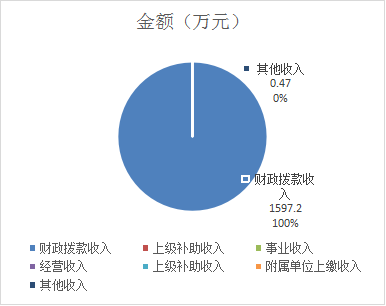 金额（万元）
其他收入
0.47
0%
财政拨款收
入
1597.2
100%
财政拨款收入 上级补助收入 事业收入
经营收入 上级补助收入 附属单位上缴收入
其他收入